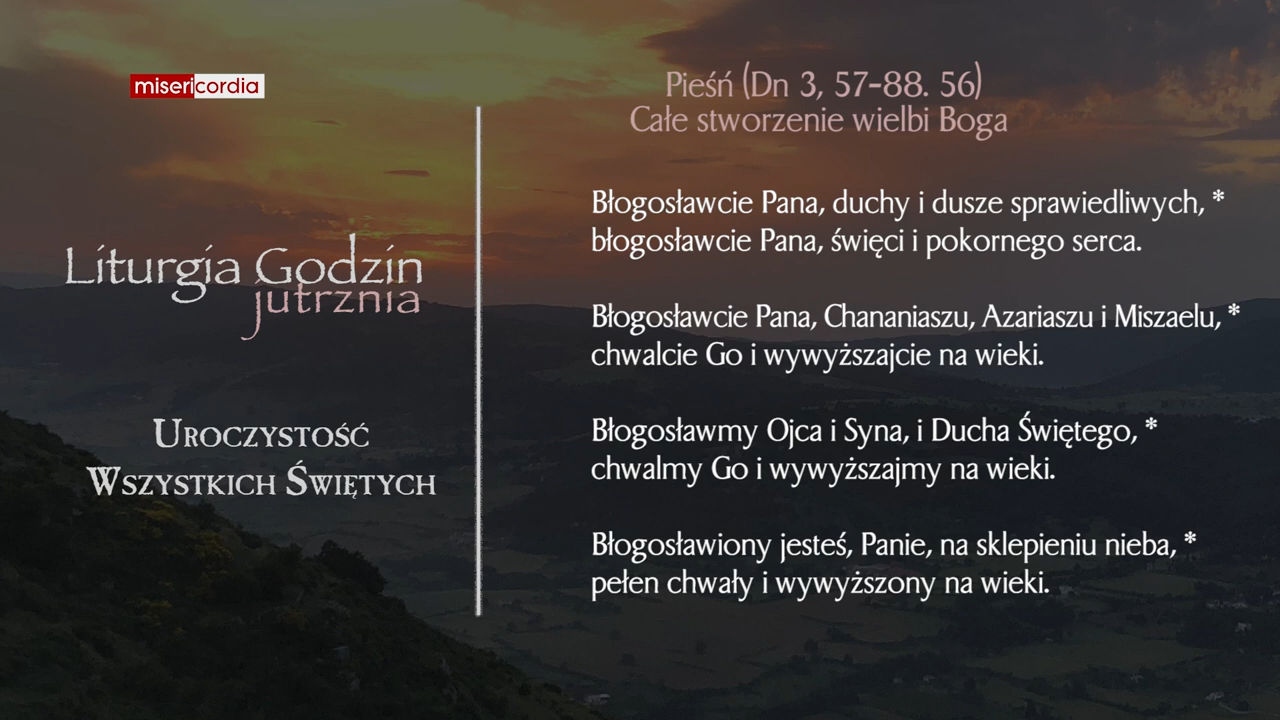 misericordia
Liturgia Godzin
jutrznia
Uroczystość
Wszystkich Świętych
Pieśń (Dn 3, 57-88. 56)
Całe stworzenie wielbi Boga
Błogosławcie Pana, duchy i dusze sprawiedliwych, *
błogosławcie Pana, święci i pokornego serca.
Błogosławcie Pana, Chananiaszu, Azariaszu i Miszaelu, *
chwalcie Go i wywyższajcie na wieki.
Błogosławmy Ojca i Syna, i Ducha Świętego, *
chwalmy Go i wywyższajmy na wieki.
Błogosławiony jesteś, Panie, na sklepieniu nieba, *
pełen chwały i wywyższony na wieki.